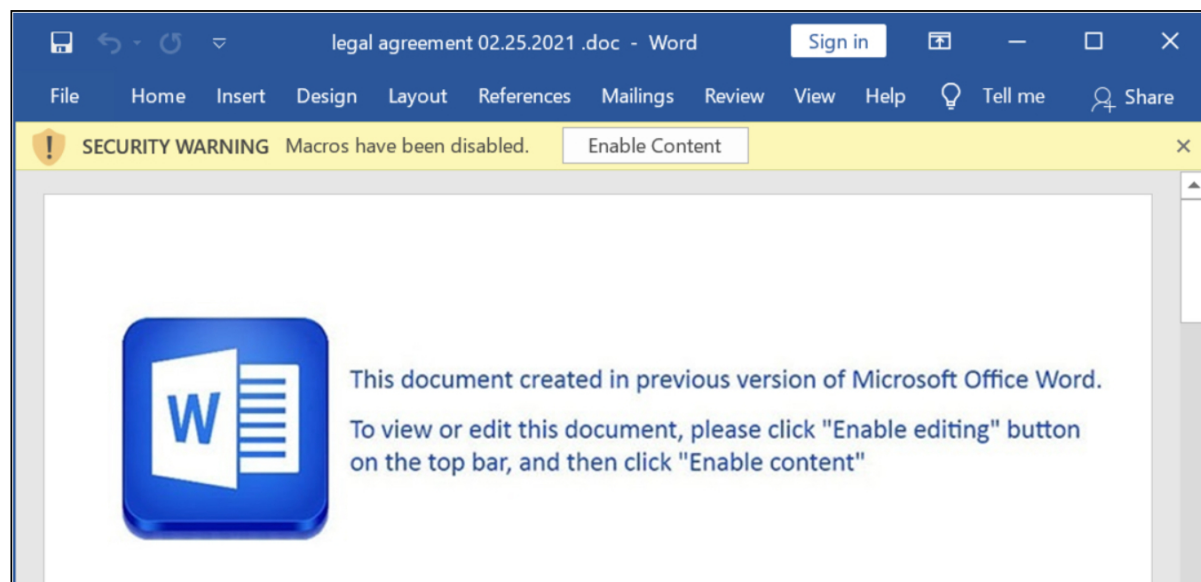 legal agreement 02.25.2021 .doc - Word Sign in
File Home Insert Design Layout References Mailings Review View Help Tell me Share
! SECURITY WARNING Macros have been disabled. Enable Content
W
This document created in previous version of Microsoft Office Word.
To view or edit this document, please click "Enable editing" button
on the top bar, and then click "Enable content"